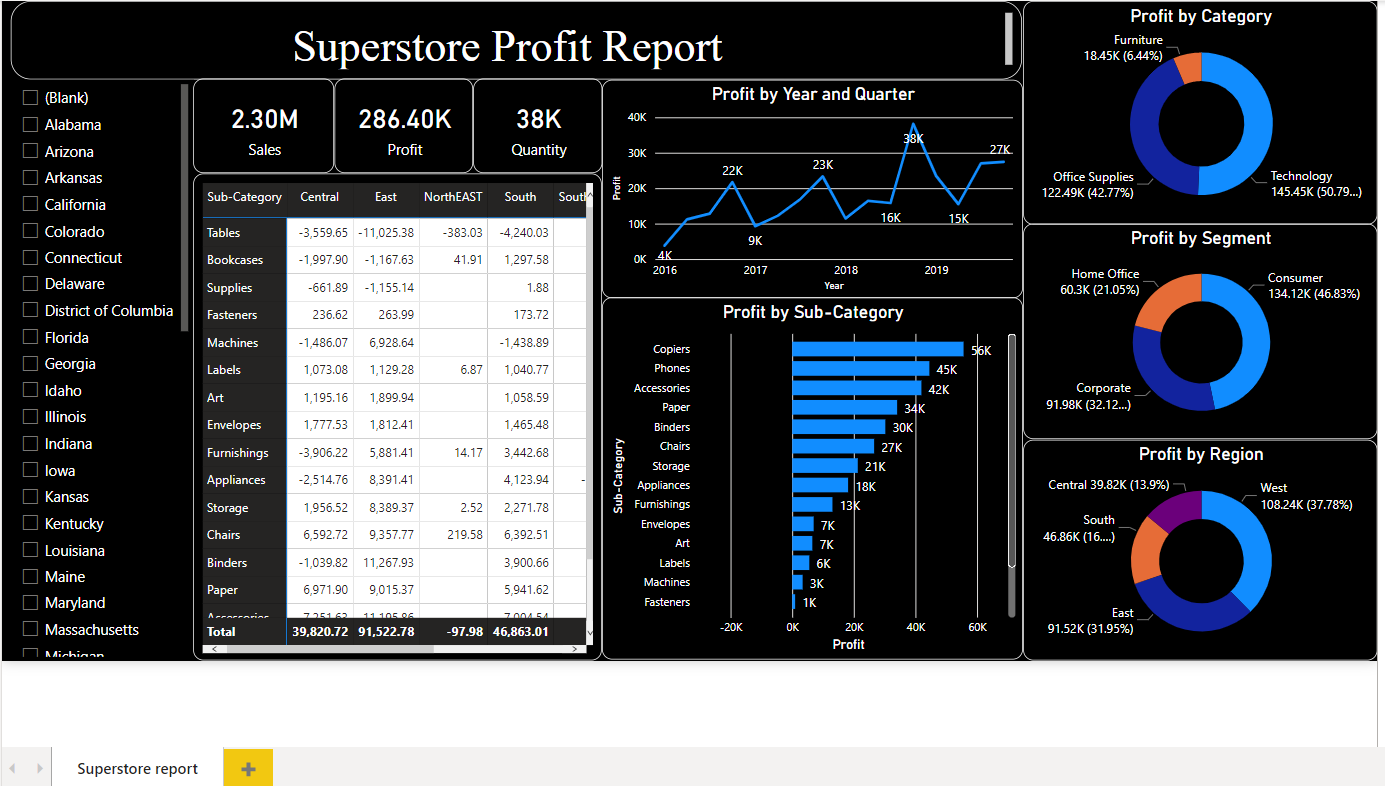 Superstore Profit Report
(Blank)
Alabama
Arizona
Arkansas
California
Colorado
Connecticut
Delaware
District of Columbia
Florida
Georgia
Idaho
Illinois
Indiana
Iowa
Kansas
Kentucky
Louisiana
Maine
Maryland
Massachusetts
Michigan
2.30M
Sales
286.40K
Profit
38K
Quantity
Sub-Category Central East NorthEAST South South
Tables -3,559.65 -11,025.38 -383.03 -4,240.03
Bookcases -1,997.90 -1,167.63 41.91 1,297.58
Supplies -661.89 -1,155.14 1.88
Fasteners 236.62 263.99 173.72
Machines -1,486.07 6,928.64 -1,438.89
Labels 1,073.08 1,129.28 6.87 1,040.77
Art 1,195.16 1,899.94 1,058.59
Envelopes 1,777.53 1,812.41 1,465.48
Furnishings -3,906.22 5,881.41 14.17 3,442.68
Appliances -2,514.76 8,391.41 4,123.94 -
Storage 1,956.52 8,389.37 2.52 2,271.78
Chairs 6,592.72 9,357.77 219.58 6,392.51
Binders -1,039.82 11,267.93 3,900.66
Paper 6,971.90 9,015.37 5,941.62
Accessories 7,251.63 11,195.86 7,004.54
Total 39,820.72 91,522.78 -97.98 46,863.01
Profit by Year and Quarter
Profit
40K
30K
20K
10K
0K
4K
22K
9K
23K
16K
38K
15K
27K
2016 2017 2018 2019
Year
Profit by Sub-Category
Sub-Category
Copiers 56K
Phones 45K
Accessories 42K
Paper 34K
Binders 30K
Chairs 27K
Storage 21K
Appliances 18K
Furnishings 13K
Envelopes 7K
Art 7K
Labels 6K
Machines 3K
Fasteners 1K
-20K 0K 20K 40K 60K
Profit
Profit by Category
Furniture
18.45K (6.44%)
Office Supplies
122.49K (42.77%)
Technology
145.45K (50.79...)
Profit by Segment
Home Office
60.3K (21.05%)
Consumer
134.12K (46.83%)
Corporate
91.98K (32.12...)
Profit by Region
Central 39.82K (13.9%)
West
108.24K (37.78%)
South
46.86K (16....)
East
91.52K (31.95%)
Superstore report